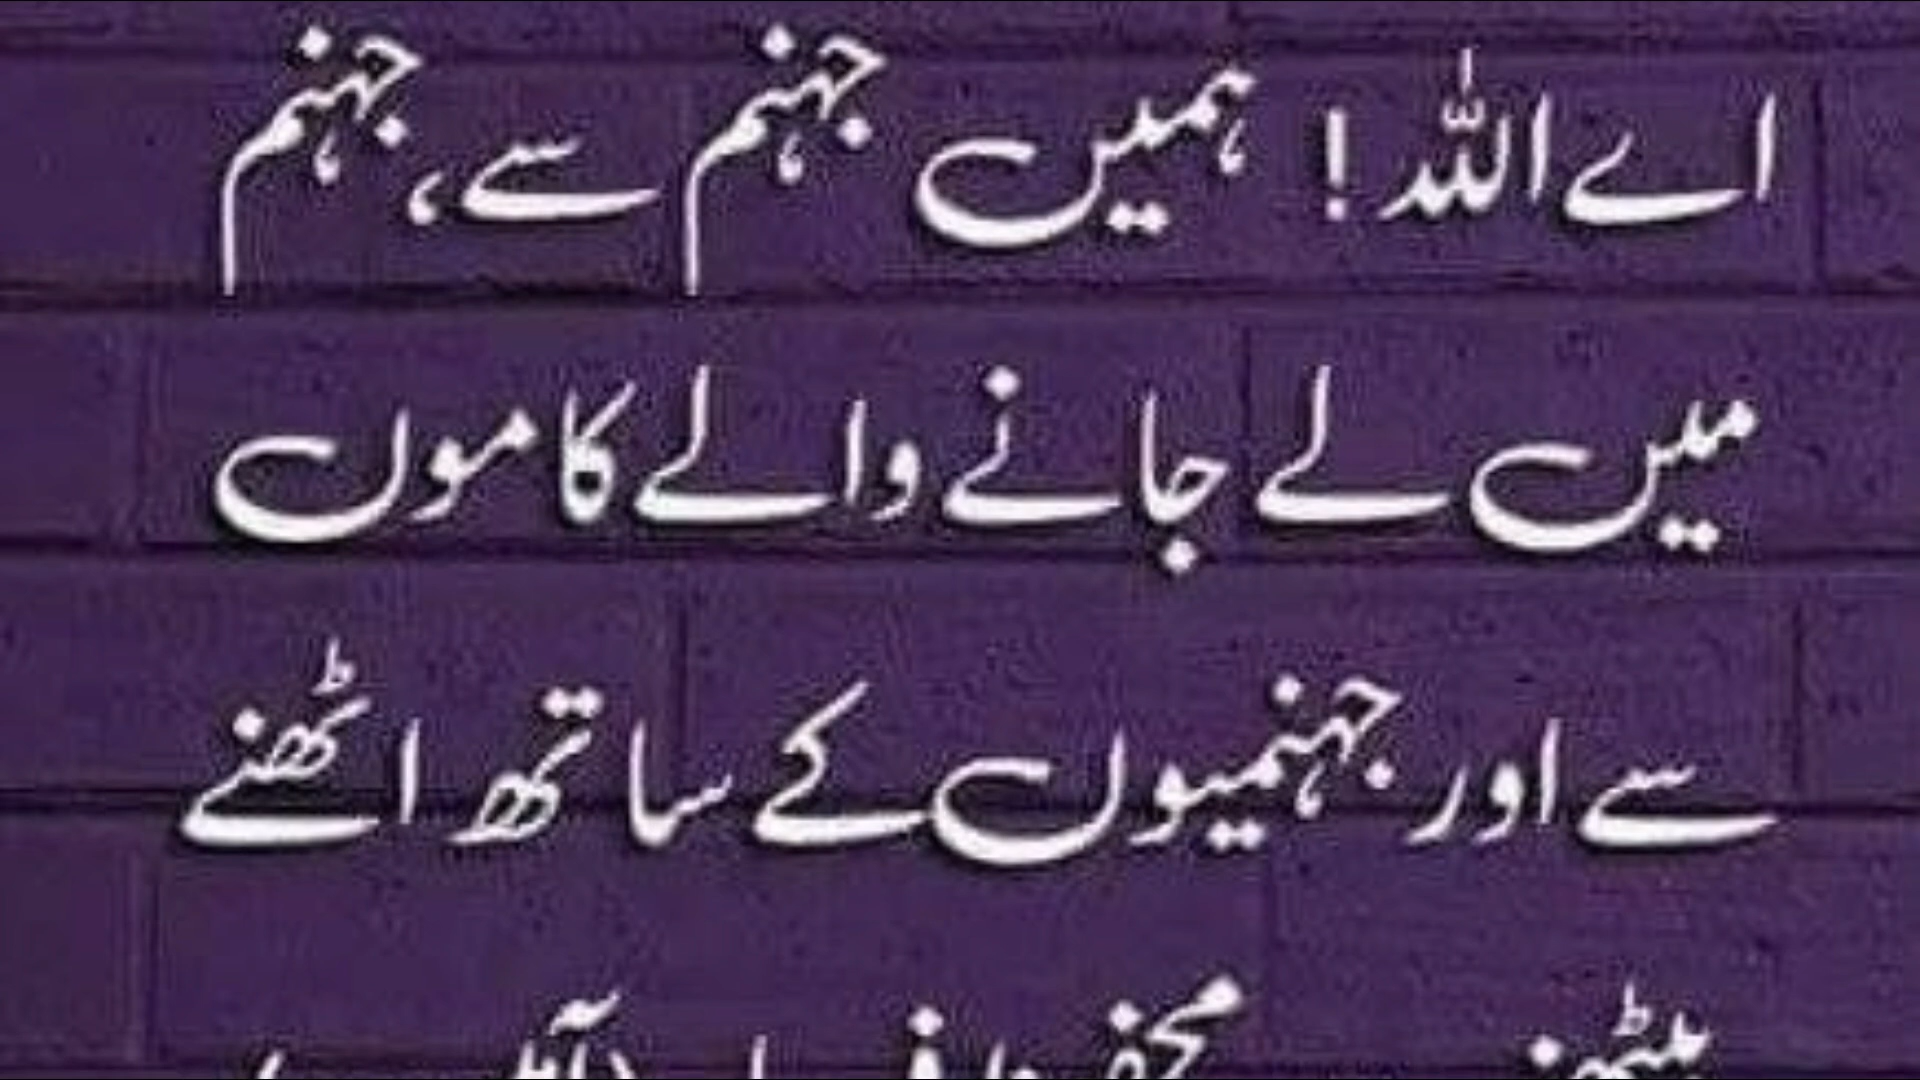 اے اللہ! ہمیں جہنم سے، جہنم
میں لے جانے والے کاموں
سے اور جہنمیوں کے ساتھ اٹھنے